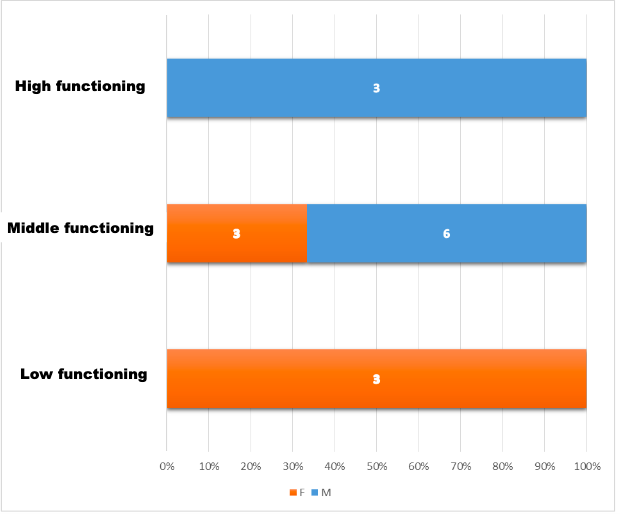 High functioning
3
Middle functioning
3 6
Low functioning
3
0% 10% 20% 30% 40% 50% 60% 70% 80% 90% 100%
F M